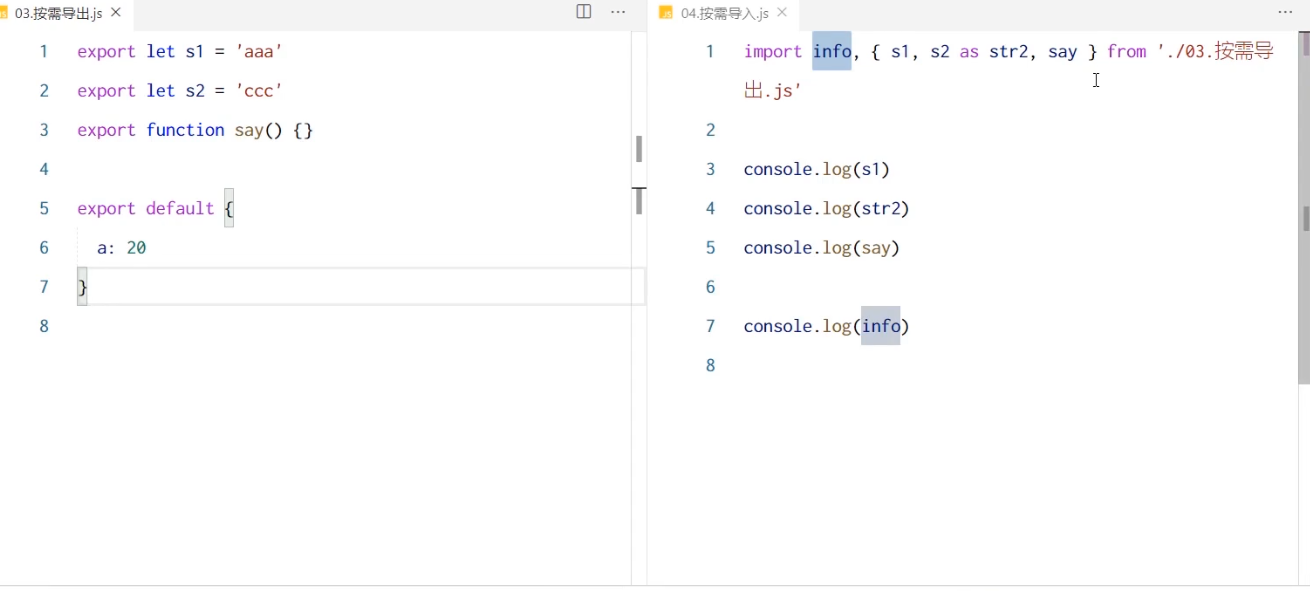 03.按需导出.js
1 export let s1 = 'aaa'
2 export let s2 = 'ccc'
3 export function say() {}
4
5 export default {
6   a: 20
7 }
8
04.按需导入.js
1 import info, { s1, s2 as str2, say } from './03.按需导
出.js'
2
3 console.log(s1)
4 console.log(str2)
5 console.log(say)
6
7 console.log(info)
8